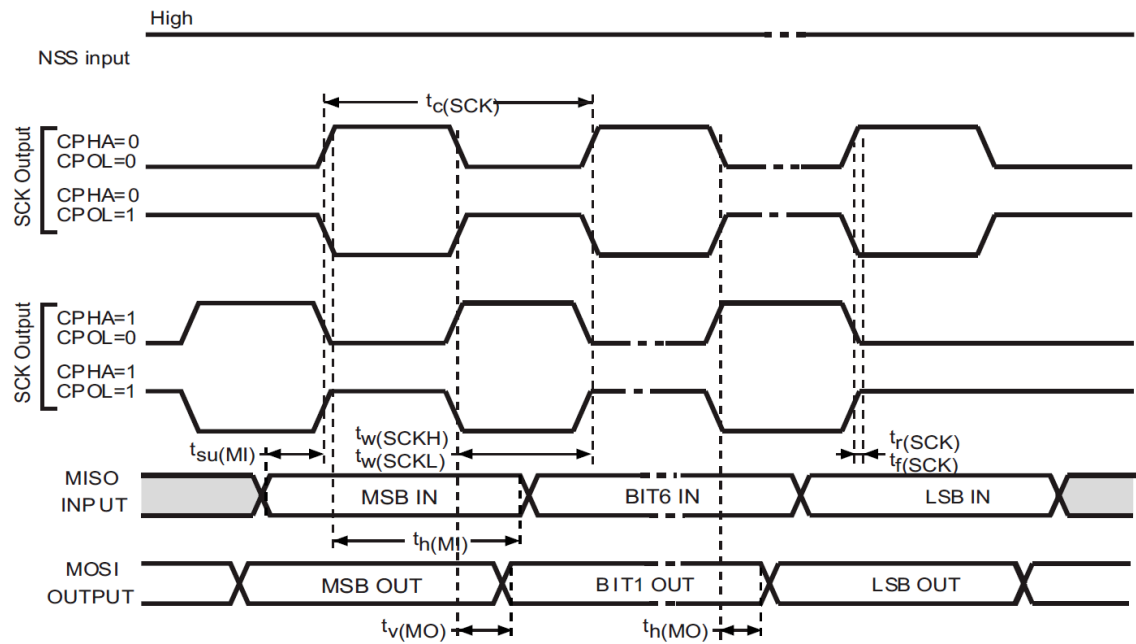 High
NSS input
tc(SCK)
SCK Output
CPHA=0
CPOL=0
CPHA=0
CPOL=1
SCK Output
CPHA=1
CPOL=0
CPHA=1
CPOL=1
tsu(MI)
tw(SCKH)
tw(SCKL)
tr(SCK)
tf(SCK)
MISO
INPUT
MSB IN
BIT6 IN
LSB IN
th(MI)
MOSI
OUTPUT
MSB OUT
BIT1 OUT
LSB OUT
tv(MO)
th(MO)